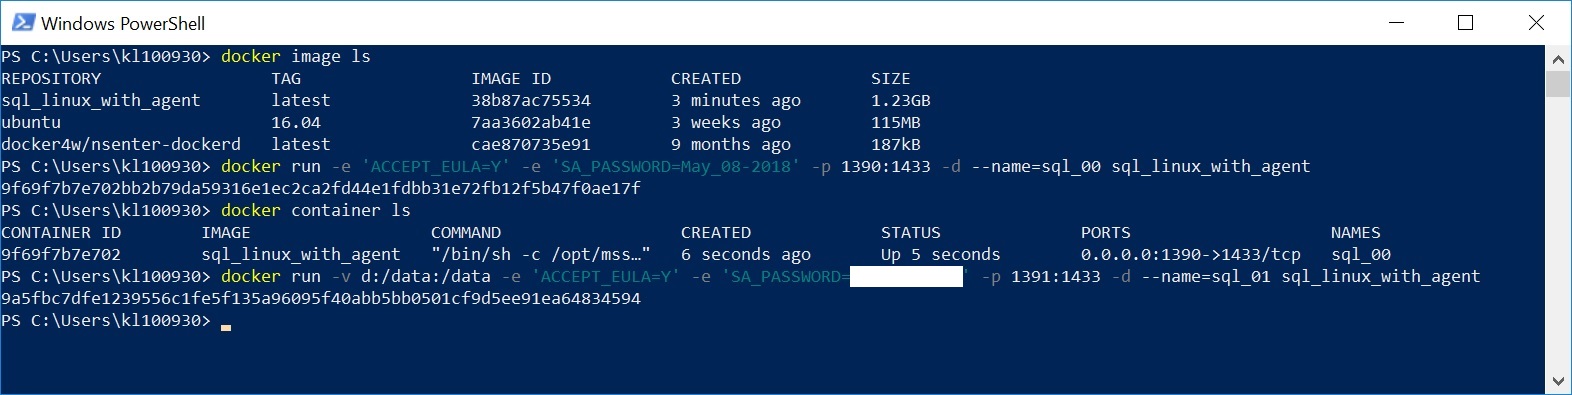 Windows PowerShell
PS C:\Users\kl100930> docker image ls
REPOSITORY TAG IMAGE ID CREATED SIZE
sql_linux_with_agent latest 38b87ac75534 3 minutes ago 1.23GB
ubuntu 16.04 7aa3602ab41e 3 weeks ago 115MB
docker4w/nsenter-dockerd latest cae870735e91 9 months ago 187kB
PS C:\Users\kl100930> docker run -e 'ACCEPT_EULA=Y' -e 'SA_PASSWORD=May_08-2018' -p 1390:1433 -d --name=sql_00 sql_linux_with_agent
9f69f7b7e702bb2b79da59316e1ec2ca2fd44e1fdbb31e72fb12f5b47f0ae17f
PS C:\Users\kl100930> docker container ls
CONTAINER ID IMAGE COMMAND CREATED STATUS PORTS NAMES
9f69f7b7e702 sql_linux_with_agent "/bin/sh -c /opt/mss…" 6 seconds ago Up 5 seconds 0.0.0.0:1390->1433/tcp sql_00
PS C:\Users\kl100930> docker run -v d:/data:/data -e 'ACCEPT_EULA=Y' -e 'SA_PASSWORD= ' -p 1391:1433 -d --name=sql_01 sql_linux_with_agent
9a5fbc7dfe1239556c1fe5f135a96095f40abb5bb0501cf9d5ee91ea64834594
PS C:\Users\kl100930>